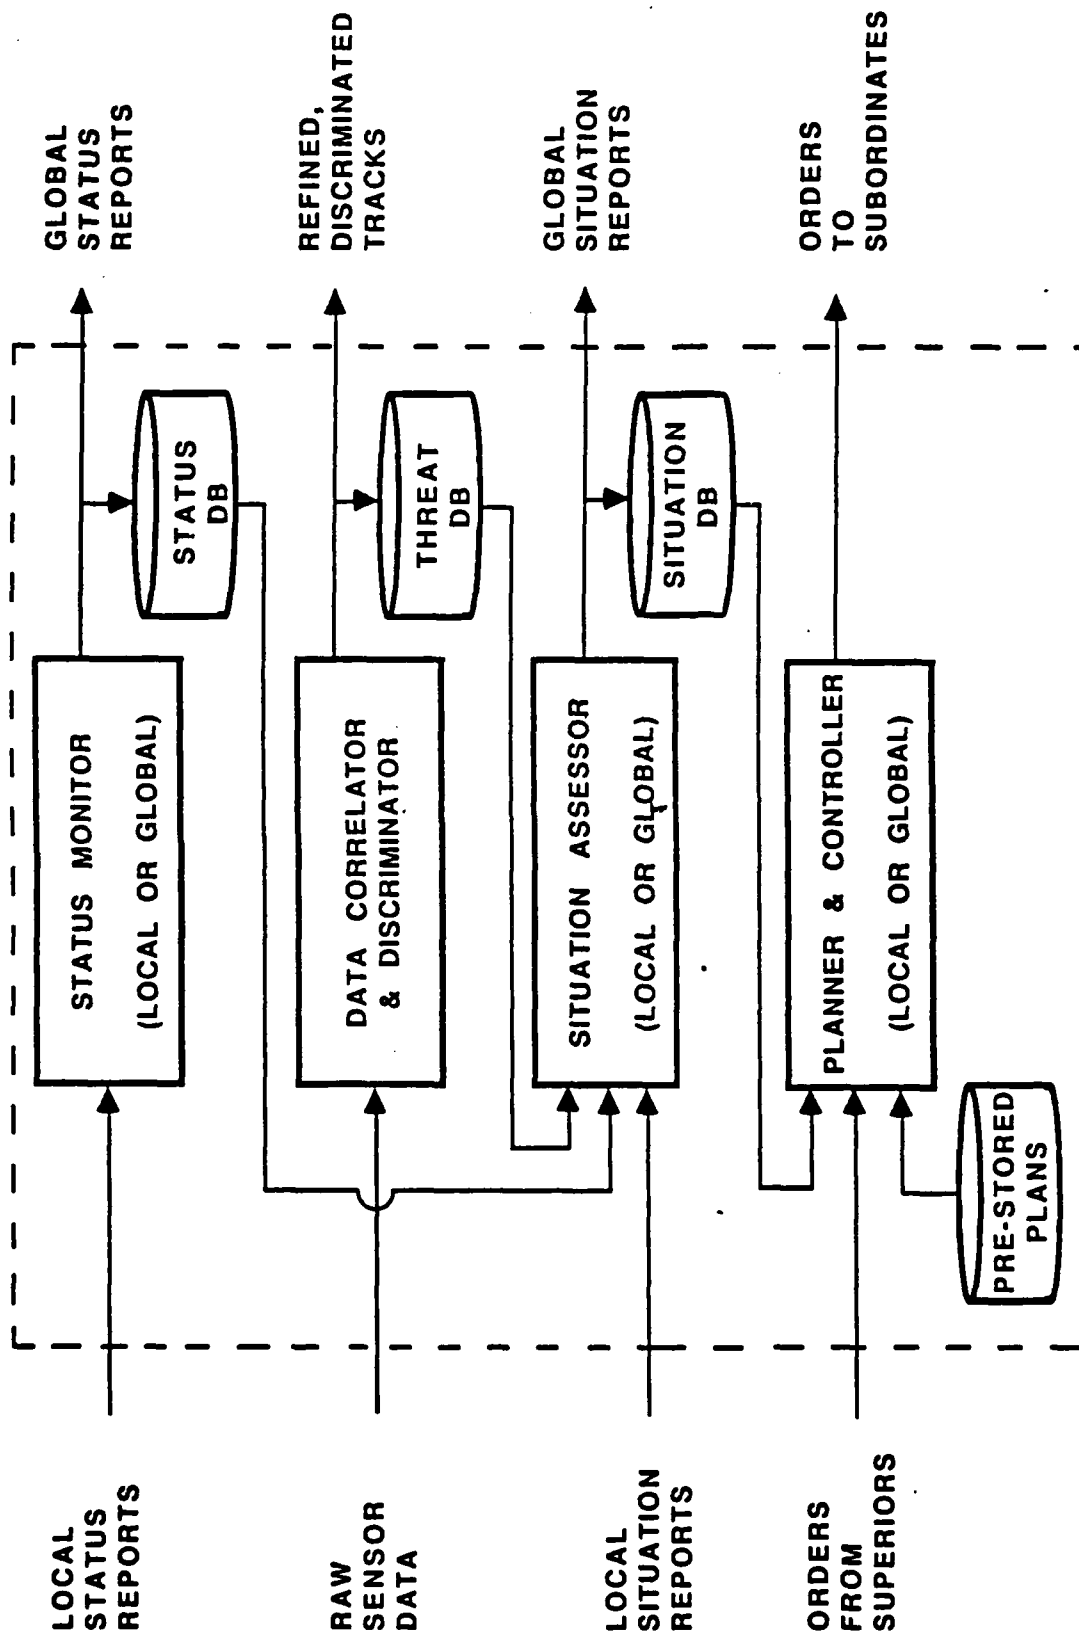 LOCAL
STATUS
REPORTS
STATUS MONITOR
(LOCAL OR GLOBAL)
STATUS
DB
GLOBAL
STATUS
REPORTS
RAW
SENSOR
DATA
DATA CORRELATOR
& DISCRIMINATOR
THREAT
DB
REFINED,
DISCRIMINATED
TRACKS
LOCAL
SITUATION
REPORTS
SITUATION ASSESSOR
(LOCAL OR GLOBAL)
SITUATION
DB
GLOBAL
SITUATION
REPORTS
ORDERS
FROM
SUPERIORS
PRE-STORED
PLANS
PLANNER & CONTROLLER
(LOCAL OR GLOBAL)
ORDERS
TO
SUBORDINATES